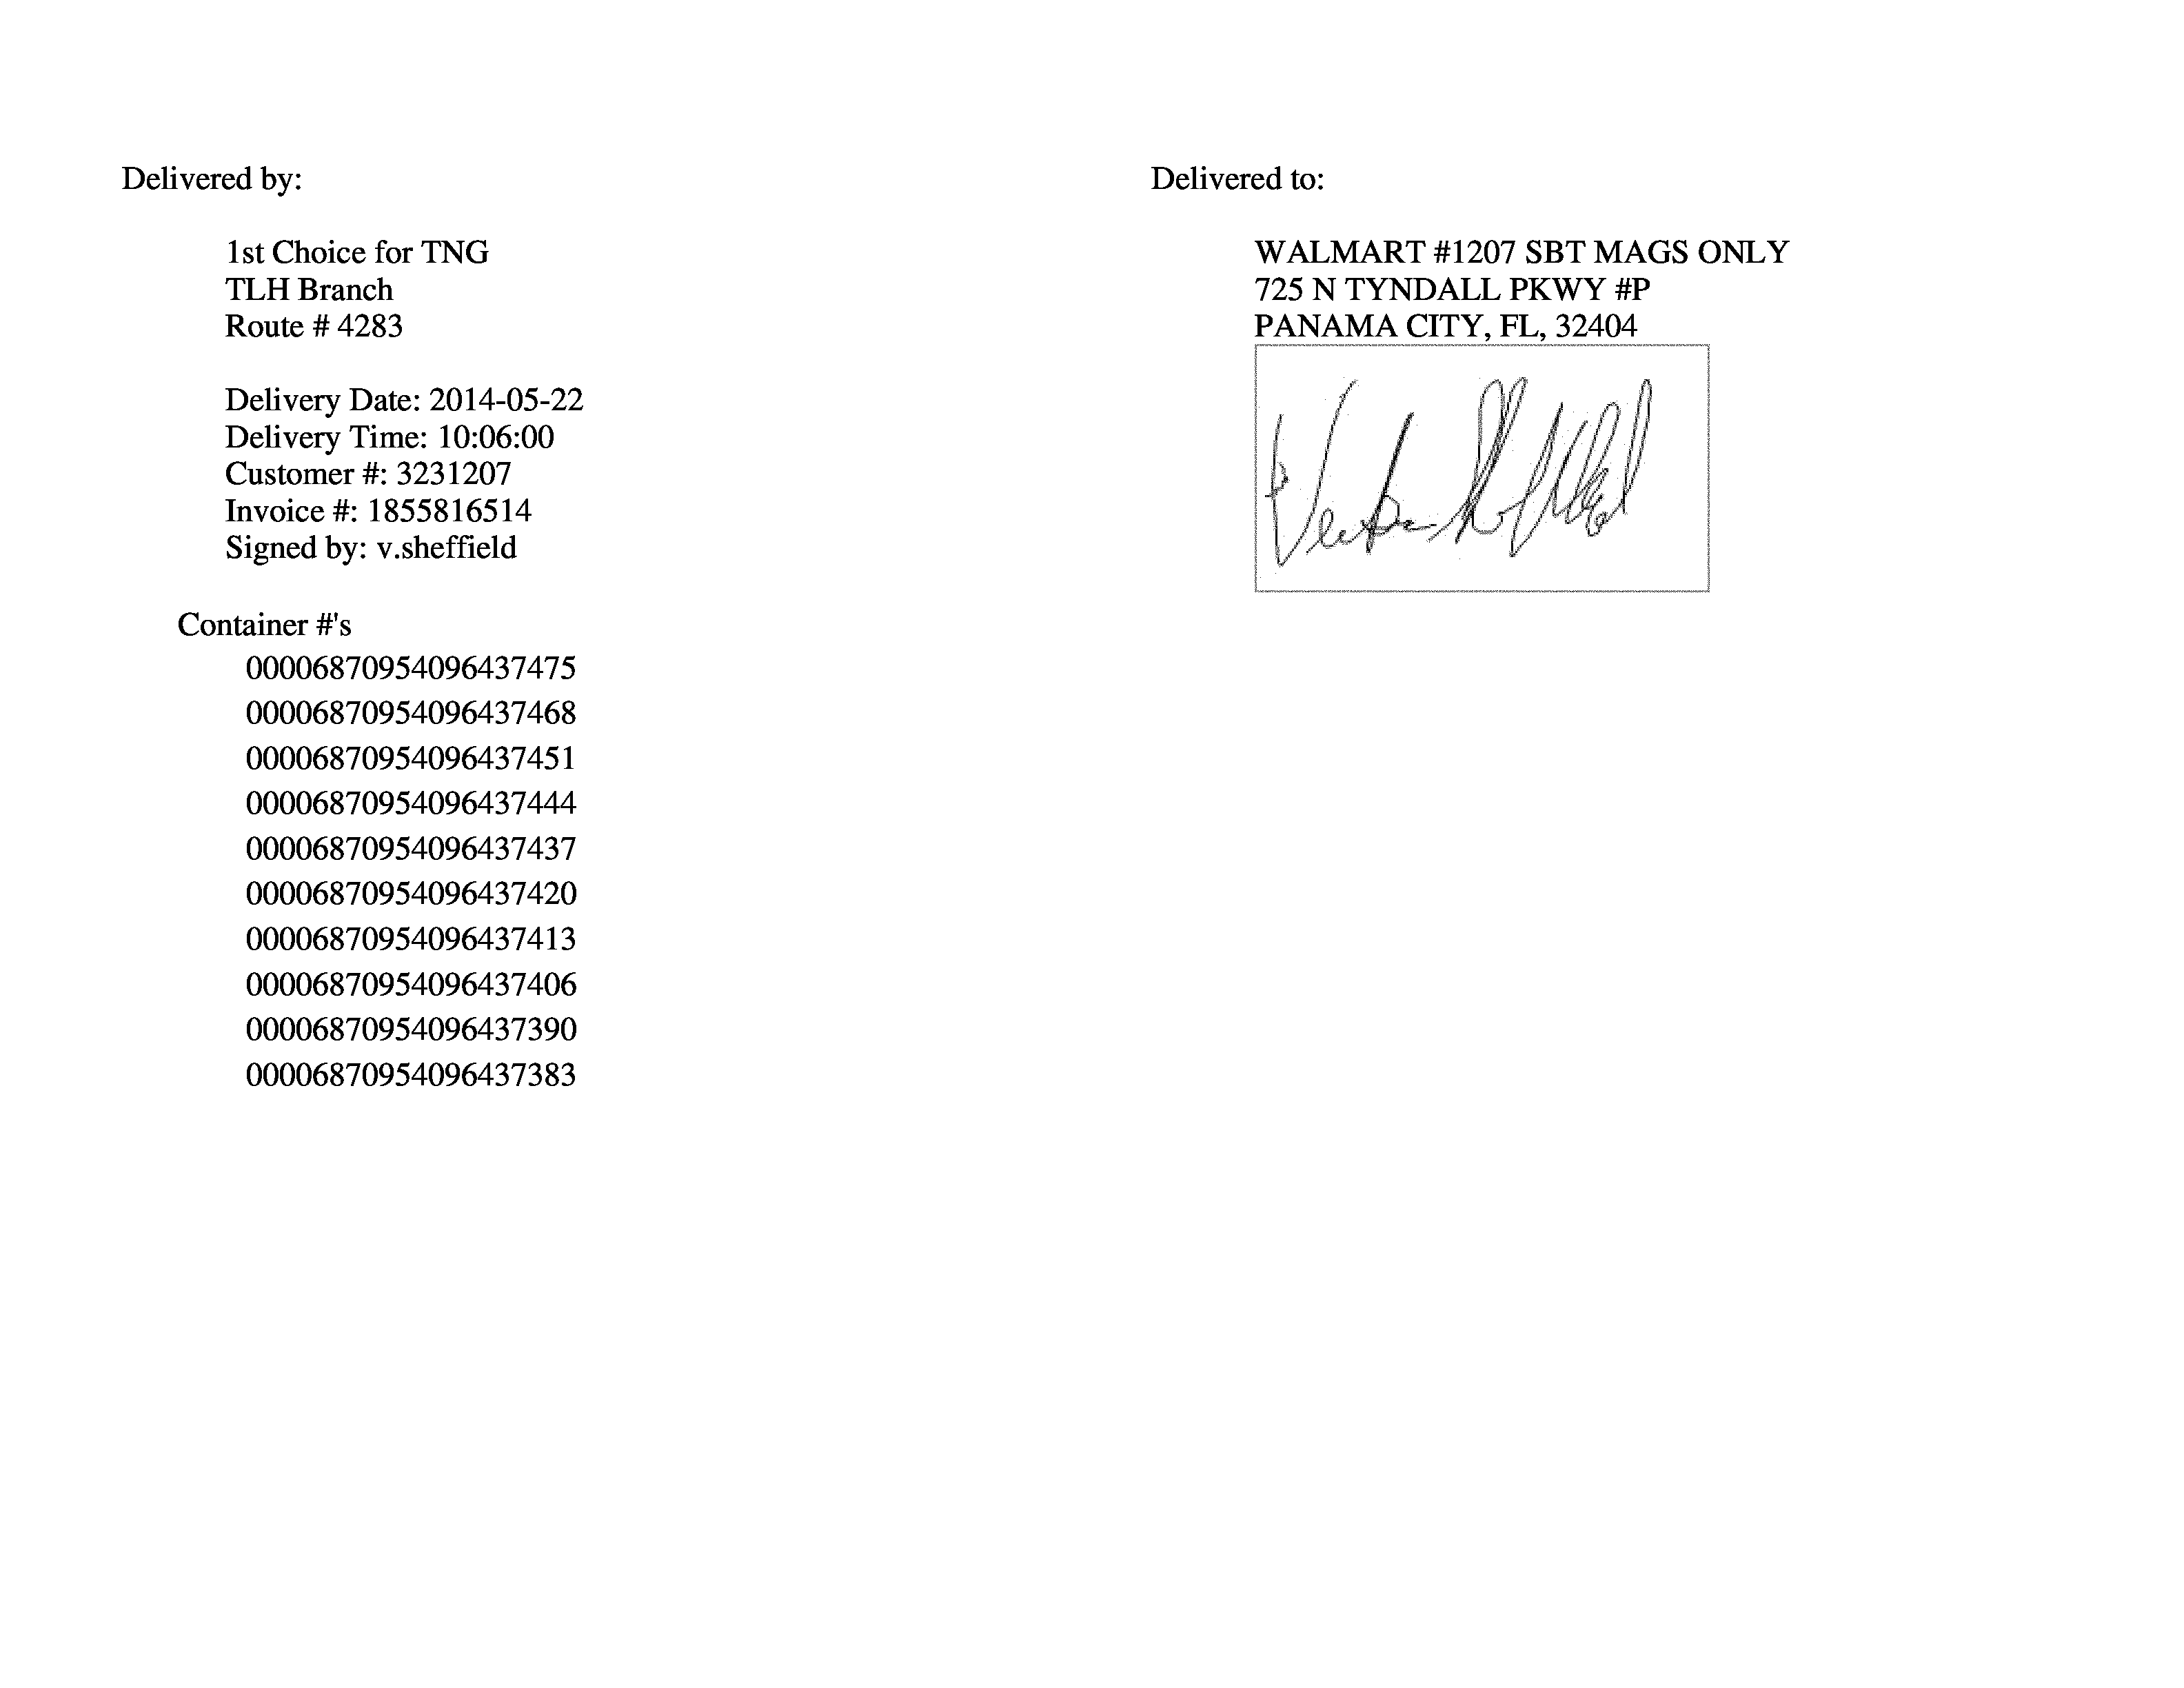 Delivered by:
1st Choice for TNG
TLH Branch
Route # 4283
Delivery Date: 2014-05-22
Delivery Time: 10:06:00
Customer #: 3231207
Invoice #: 1855816514
Signed by: v.sheffield
Container #'s
00006870954096437475
00006870954096437468
00006870954096437451
00006870954096437444
00006870954096437437
00006870954096437420
00006870954096437413
00006870954096437406
00006870954096437390
00006870954096437383
Delivered to:
WALMART #1207 SBT MAGS ONLY
725 N TYNDALL PKWY #P
PANAMA CITY, FL, 32404